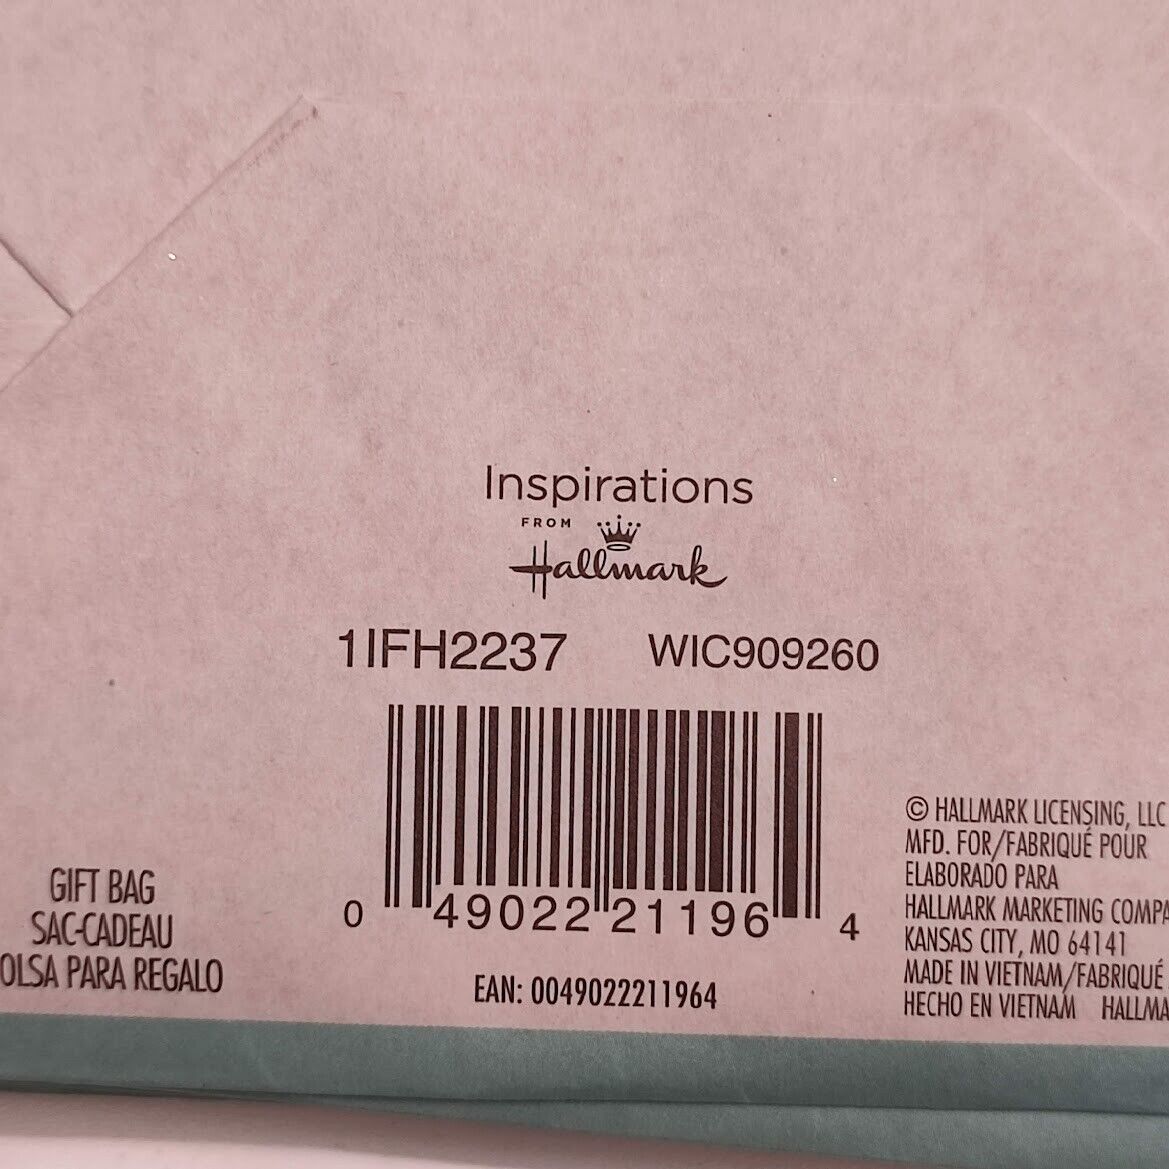 Inspirations
FROM
Hallmark
1IFH2237 WIC909260
0 49022 21196 4
EAN: 0049022211964
GIFT BAG
SAC-CADEAU
OLSA PARA REGALO
© HALLMARK LICENSING, LLC
MFD. FOR/FABRIQUÉ POUR
ELABORADO PARA
HALLMARK MARKETING COMPA
KANSAS CITY, MO 64141
MADE IN VIETNAM/FABRIQUÉ
HECHO EN VIETNAM HALLMA